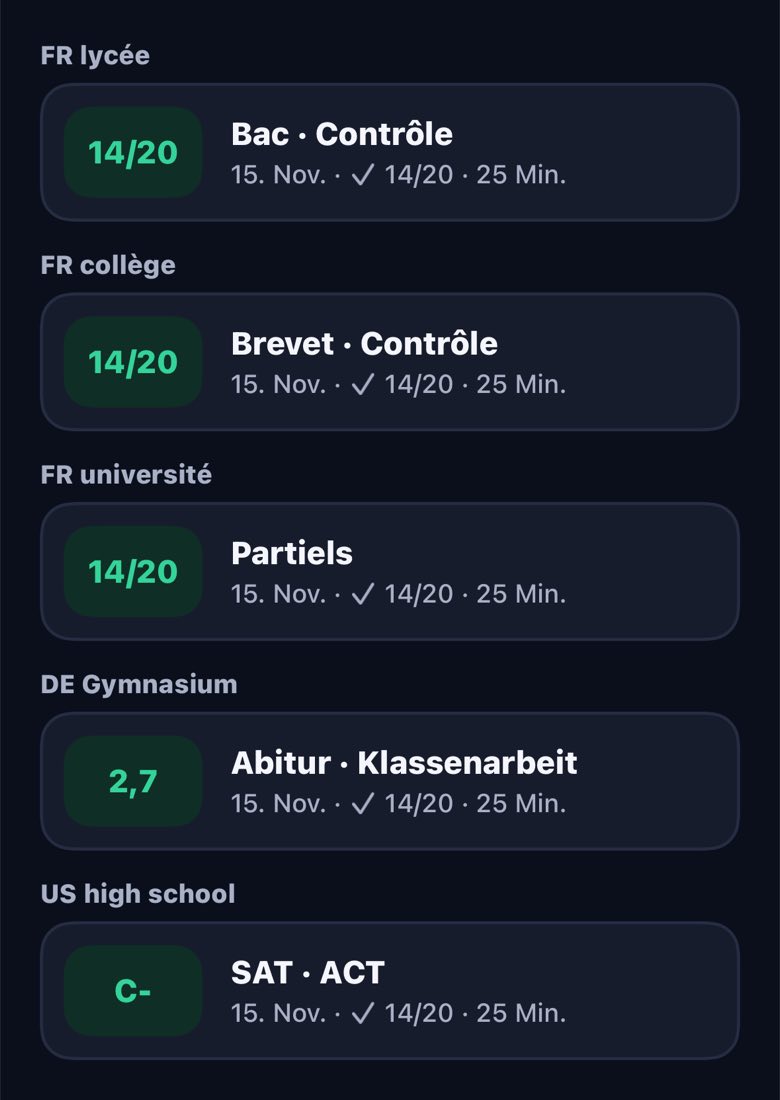 FR lycée
14/20
Bac · Contrôle
15. Nov. · ✓ 14/20 · 25 Min.
FR collège
14/20
Brevet · Contrôle
15. Nov. · ✓ 14/20 · 25 Min.
FR université
14/20
Partiels
15. Nov. · ✓ 14/20 · 25 Min.
DE Gymnasium
2,7
Abitur · Klassenarbeit
15. Nov. · ✓ 14/20 · 25 Min.
US high school
C-
SAT · ACT
15. Nov. · ✓ 14/20 · 25 Min.